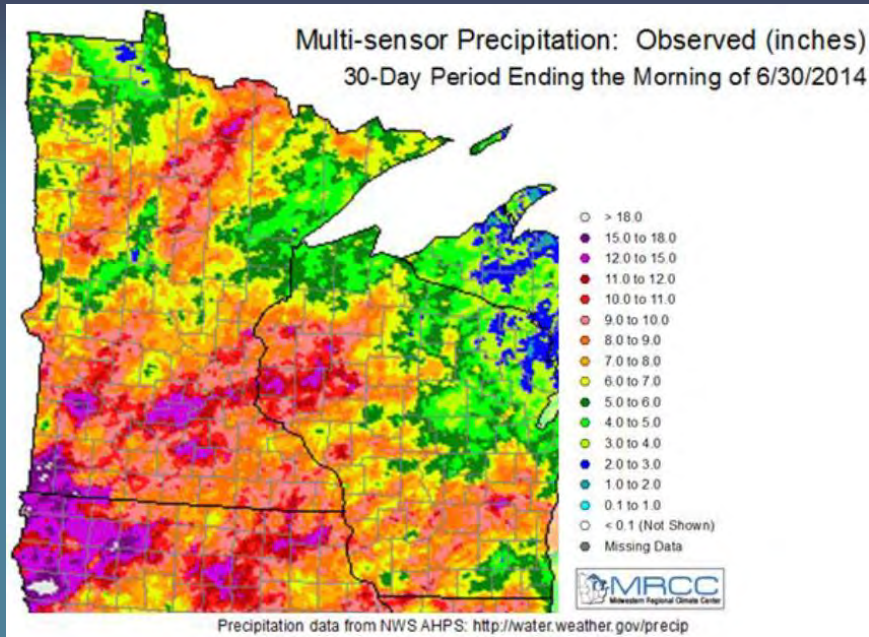 Multi-sensor Precipitation: Observed (inches)
30-Day Period Ending the Morning of 6/30/2014
> 18.0
15.0 to 18.0
12.0 to 15.0
11.0 to 12.0
10.0 to 11.0
9.0 to 10.0
8.0 to 9.0
7.0 to 8.0
6.0 to 7.0
5.0 to 6.0
4.0 to 5.0
3.0 to 4.0
2.0 to 3.0
1.0 to 2.0
0.1 to 1.0
< 0.1 (Not Shown)
Missing Data
MRCC
Midwestern Regional Climate Center
Precipitation data from NWS AHPS: http://water.weather.gov/precip